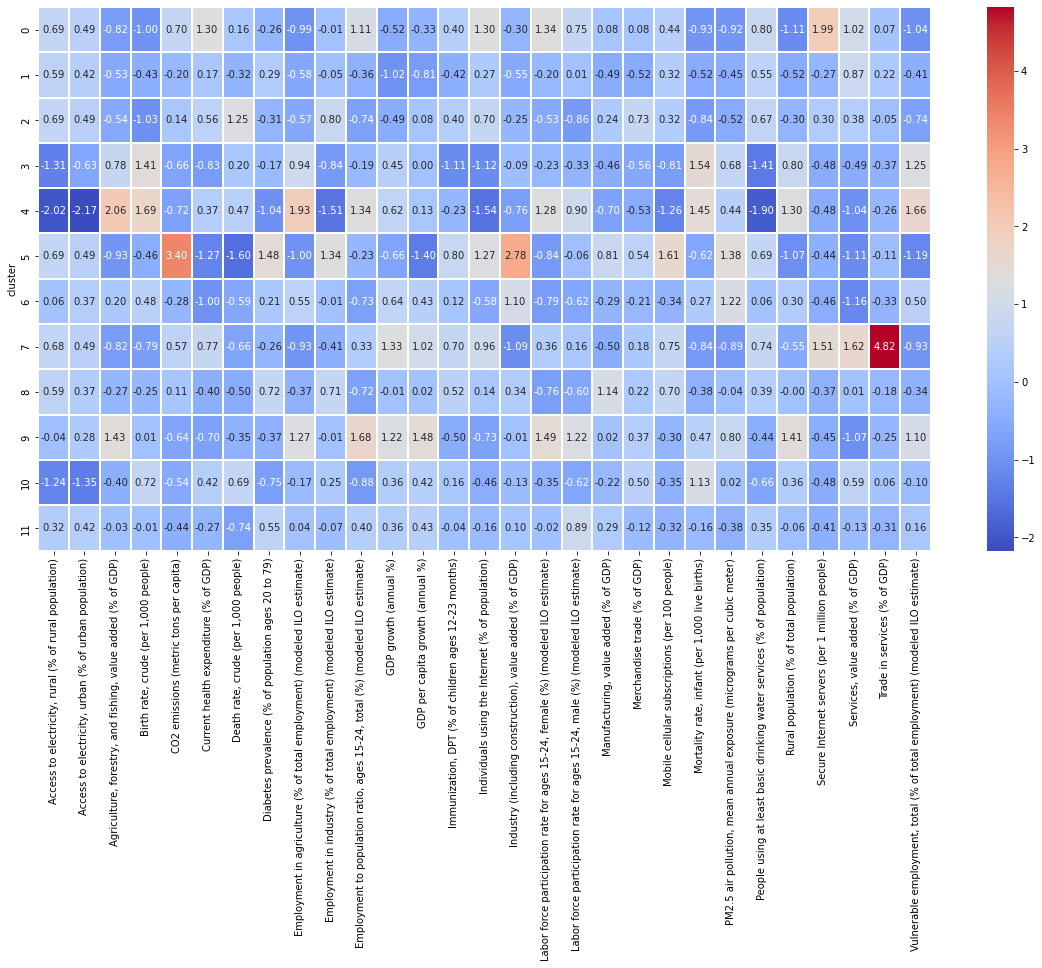 0 0.69 0.49 -0.82 -1.00 0.70 1.30 0.16 -0.26 -0.99 -0.01 1.11 -0.52 -0.33 0.40 1.30 -0.30 1.34 0.75 0.08 0.08 0.44 -0.93 -0.92 0.80 -1.11 1.99 1.02 0.07 -1.04
1 0.59 0.42 -0.53 -0.43 -0.20 0.17 -0.32 0.29 -0.58 -0.05 -0.36 -1.02 -0.81 -0.42 0.27 -0.55 -0.20 0.01 -0.49 -0.52 0.32 -0.52 -0.45 0.55 -0.52 -0.27 0.87 0.22 -0.41
2 0.69 0.49 -0.54 -1.03 0.14 0.56 1.25 -0.31 -0.57 0.80 -0.74 -0.49 0.08 0.40 0.70 -0.25 -0.53 -0.86 0.24 0.73 0.32 -0.84 -0.52 0.67 -0.30 0.30 0.38 -0.05 -0.74
3 -1.31 -0.63 0.78 1.41 -0.66 -0.83 0.20 -0.17 0.94 -0.84 -0.19 0.45 0.00 -1.11 -1.12 -0.09 -0.23 -0.33 -0.46 -0.56 -0.81 1.54 0.68 -1.41 0.80 -0.48 -0.49 -0.37 1.25
4 -2.02 -2.17 2.06 1.69 -0.72 0.37 0.47 -1.04 1.93 -1.51 1.34 0.62 0.13 -0.23 -1.54 -0.76 1.28 0.90 -0.70 -0.53 -1.26 1.45 0.44 -1.90 1.30 -0.48 -1.04 -0.26 1.66
5 0.69 0.49 -0.93 -0.46 3.40 -1.27 -1.60 1.48 -1.00 1.34 -0.23 -0.66 -1.40 0.80 1.27 2.78 -0.84 -0.06 0.81 0.54 1.61 -0.62 1.38 0.69 -1.07 -0.44 -1.11 -0.11 -1.19
6 0.06 0.37 0.20 0.48 -0.28 -1.00 -0.59 0.21 0.55 -0.01 -0.73 0.64 0.43 0.12 -0.58 1.10 -0.79 -0.62 -0.29 -0.21 -0.34 0.27 1.22 0.06 0.30 -0.46 -1.16 -0.33 0.50
7 0.68 0.49 -0.82 -0.79 0.57 0.77 -0.66 -0.26 -0.93 -0.41 0.33 1.33 1.02 0.70 0.96 -1.09 0.36 0.16 -0.50 0.18 0.75 -0.84 -0.89 0.74 -0.55 1.51 1.62 4.82 -0.93
8 0.59 0.37 -0.27 -0.25 0.11 -0.40 -0.50 0.72 -0.37 0.71 -0.72 -0.01 0.02 0.52 0.14 0.34 -0.76 -0.60 1.14 0.22 0.70 -0.38 -0.04 0.39 -0.00 -0.37 0.01 -0.18 -0.34
9 -0.04 0.28 1.43 0.01 -0.64 -0.70 -0.35 -0.37 1.27 -0.01 1.68 1.22 1.48 -0.50 -0.73 -0.01 1.49 1.22 0.02 0.37 -0.30 0.47 0.80 -0.44 1.41 -0.45 -1.07 -0.25 1.10
10 -1.24 -1.35 -0.40 0.72 -0.54 0.42 0.69 -0.75 -0.17 0.25 -0.88 0.36 0.42 0.16 -0.46 -0.13 -0.35 -0.62 -0.22 0.50 -0.35 1.13 0.02 -0.66 0.36 -0.48 0.59 0.06 -0.10
11 0.32 0.42 -0.03 -0.01 -0.44 -0.27 -0.74 0.55 0.04 -0.07 0.40 0.36 0.43 -0.04 -0.16 0.10 -0.02 0.89 0.29 -0.12 -0.32 -0.16 -0.38 0.35 -0.06 -0.41 -0.13 -0.31 0.16
cluster
Access to electricity, rural (% of rural population)
Access to electricity, urban (% of urban population)
Agriculture, forestry, and fishing, value added (% of GDP)
Birth rate, crude (per 1,000 people)
CO2 emissions (metric tons per capita)
Current health expenditure (% of GDP)
Death rate, crude (per 1,000 people)
Diabetes prevalence (% of population ages 20 to 79)
Employment in agriculture (% of total employment) (modeled ILO estimate)
Employment in industry (% of total employment) (modeled ILO estimate)
Employment to population ratio, ages 15-24, total (%) (modeled ILO estimate)
GDP growth (annual %)
GDP per capita growth (annual %)
Immunization, DPT (% of children ages 12-23 months)
Individuals using the Internet (% of population)
Industry (including construction), value added (% of GDP)
Labor force participation rate for ages 15-24, female (%) (modeled ILO estimate)
Labor force participation rate for ages 15-24, male (%) (modeled ILO estimate)
Manufacturing, value added (% of GDP)
Merchandise trade (% of GDP)
Mobile cellular subscriptions (per 100 people)
Mortality rate, infant (per 1,000 live births)
PM2.5 air pollution, mean annual exposure (micrograms per cubic meter)
People using at least basic drinking water services (% of population)
Rural population (% of total population)
Secure Internet servers (per 1 million people)
Services, value added (% of GDP)
Trade in services (% of GDP)
Vulnerable employment, total (% of total employment) (modeled ILO estimate)
4
3
2
1
0
−1
−2